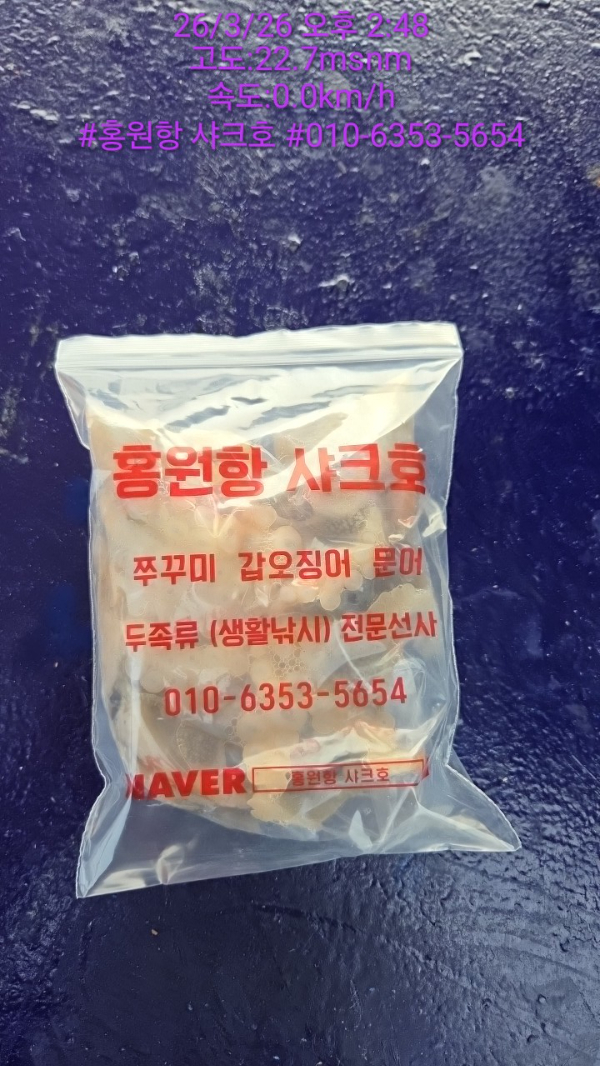 26/3/26 오후 2:48
고도:22.7msnm
속도:0.0km/h
#홍원항 샤크호 #010-6353-5654
홍원항 샤크호
쭈꾸미 갑오징어 문어
두족류 (생활낚시) 전문선사
010-6353-5654
NAVER 홍원항 샤크호